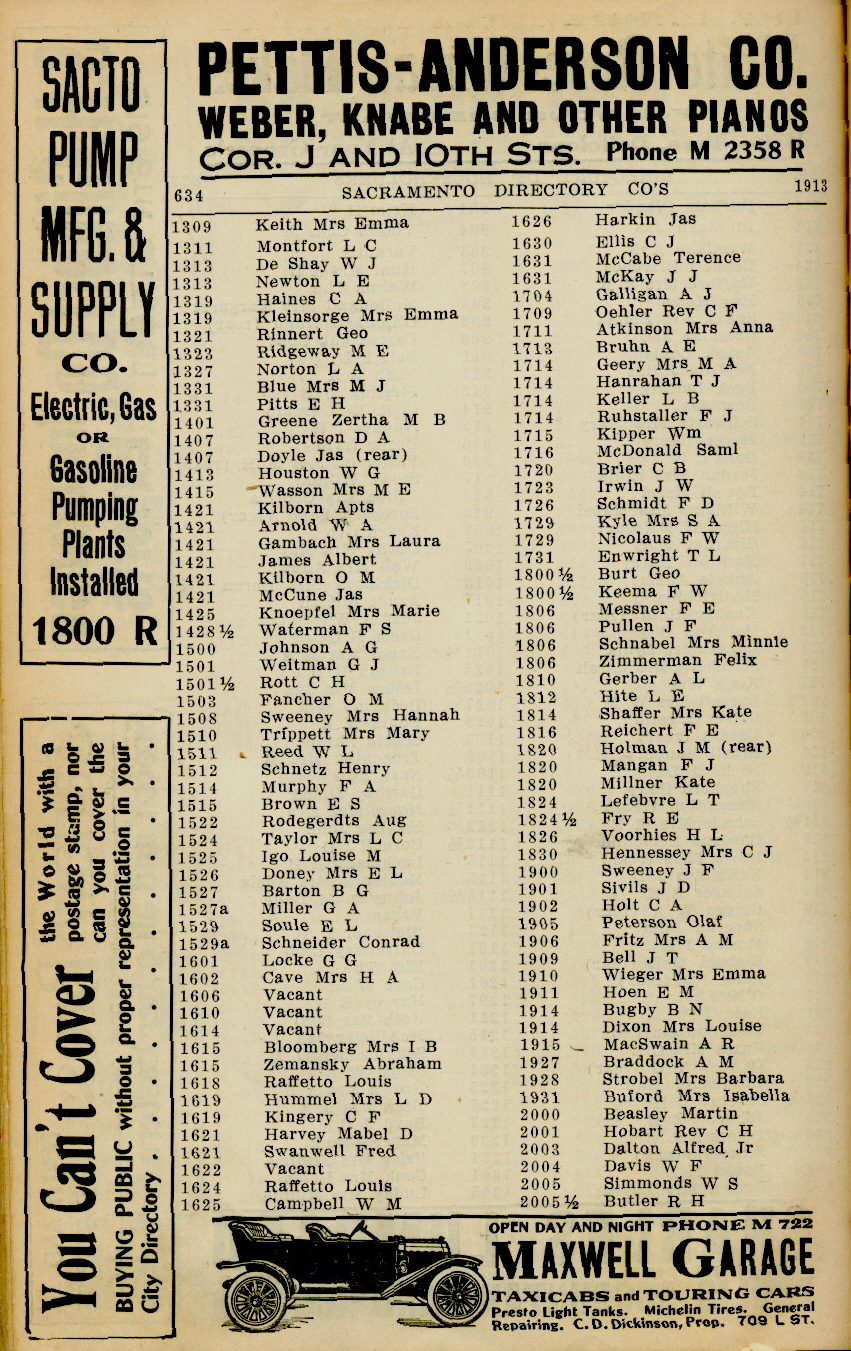 PETTIS-ANDERSON CO.
WEBER, KNABE AND OTHER PIANOS
COR. J AND 10TH STS. Phone M 2358 R
SACTO
PUMP
MFG. &
SUPPLY
CO.
Electric, Gas
OR
Gasoline
Pumping
Plants
Installed
1800 R
You Can't Cover the World with a
postage stamp, nor
can you cover the
BUYING PUBLIC without proper representation in your
City Directory . . . . . . . . .
634 SACRAMENTO DIRECTORY CO'S 1913
1309 Keith Mrs Emma
1311 Montfort L C
1313 De Shay W J
1313 Newton L E
1319 Haines C A
1319 Kleinsorge Mrs Emma
1321 Rinnert Geo
1323 Ridgeway M E
1327 Norton L A
1331 Blue Mrs M J
1331 Pitts E H
1401 Greene Zertha M B
1407 Robertson D A
1407 Doyle Jas (rear)
1413 Houston W G
1415 Wasson Mrs M E
1421 Kilborn Apts
1421 Arnold W A
1421 Gambach Mrs Laura
1421 James Albert
1421 Kilborn O M
1421 McCune Jas
1425 Knoepfel Mrs Marie
1428½ Waterman F S
1500 Johnson A G
1501 Weitman G J
1501½ Rott C H
1503 Fancher O M
1508 Sweeney Mrs Hannah
1510 Trippett Mrs Mary
1511 Reed W L
1512 Schnetz Henry
1514 Murphy F A
1515 Brown E S
1522 Rodegerdts Aug
1524 Taylor Mrs L C
1525 Igo Louise M
1526 Doney Mrs E L
1527 Barton B G
1527a Miller G A
1529 Soule E L
1529a Schneider Conrad
1601 Locke G G
1602 Cave Mrs H A
1606 Vacant
1610 Vacant
1614 Vacant
1615 Bloomberg Mrs I B
1615 Zemansky Abraham
1618 Raffetto Louis
1619 Hummel Mrs L D
1619 Kingery C F
1621 Harvey Mabel D
1621 Swanwell Fred
1622 Vacant
1624 Raffetto Louis
1625 Campbell W M
1626 Harkin Jas
1630 Ellis C J
1631 McCabe Terence
1631 McKay J J
1704 Galligan A J
1709 Oehler Rev C F
1711 Atkinson Mrs Anna
1713 Bruhn A E
1714 Geery Mrs M A
1714 Hanrahan T J
1714 Keller L B
1714 Ruhstaller F J
1715 Kipper Wm
1716 McDonald Saml
1720 Brier C B
1723 Irwin J W
1726 Schmidt F D
1729 Kyle Mrs S A
1729 Nicolaus F W
1731 Enwright T L
1800½ Burt Geo
1800½ Keema F W
1806 Messner F E
1806 Pullen J F
1806 Schnabel Mrs Minnie
1806 Zimmerman Felix
1810 Gerber A L
1812 Hite L E
1814 Shaffer Mrs Kate
1816 Reichert F E
1820 Holman J M (rear)
1820 Mangan F J
1820 Millner Kate
1824 Lefebvre L T
1824½ Fry R E
1826 Voorhies H L
1830 Hennessey Mrs C J
1900 Sweeney J F
1901 Sivils J D
1902 Holt C A
1905 Peterson Olaf
1906 Fritz Mrs A M
1909 Bell J T
1910 Wieger Mrs Emma
1911 Hoen E M
1914 Bugby B N
1914 Dixon Mrs Louise
1915 MacSwain A R
1927 Braddock A M
1928 Strobel Mrs Barbara
1931 Buford Mrs Isabella
2000 Beasley Martin
2001 Hobart Rev C H
2003 Dalton Alfred Jr
2004 Davis W F
2005 Simmonds W S
2005½ Butler R H
OPEN DAY AND NIGHT PHONE M 722
MAXWELL GARAGE
TAXICABS and TOURING CARS
Presto Light Tanks. Michelin Tires. General
Repairing. C. D. Dickinson, Prop. 709 L ST.